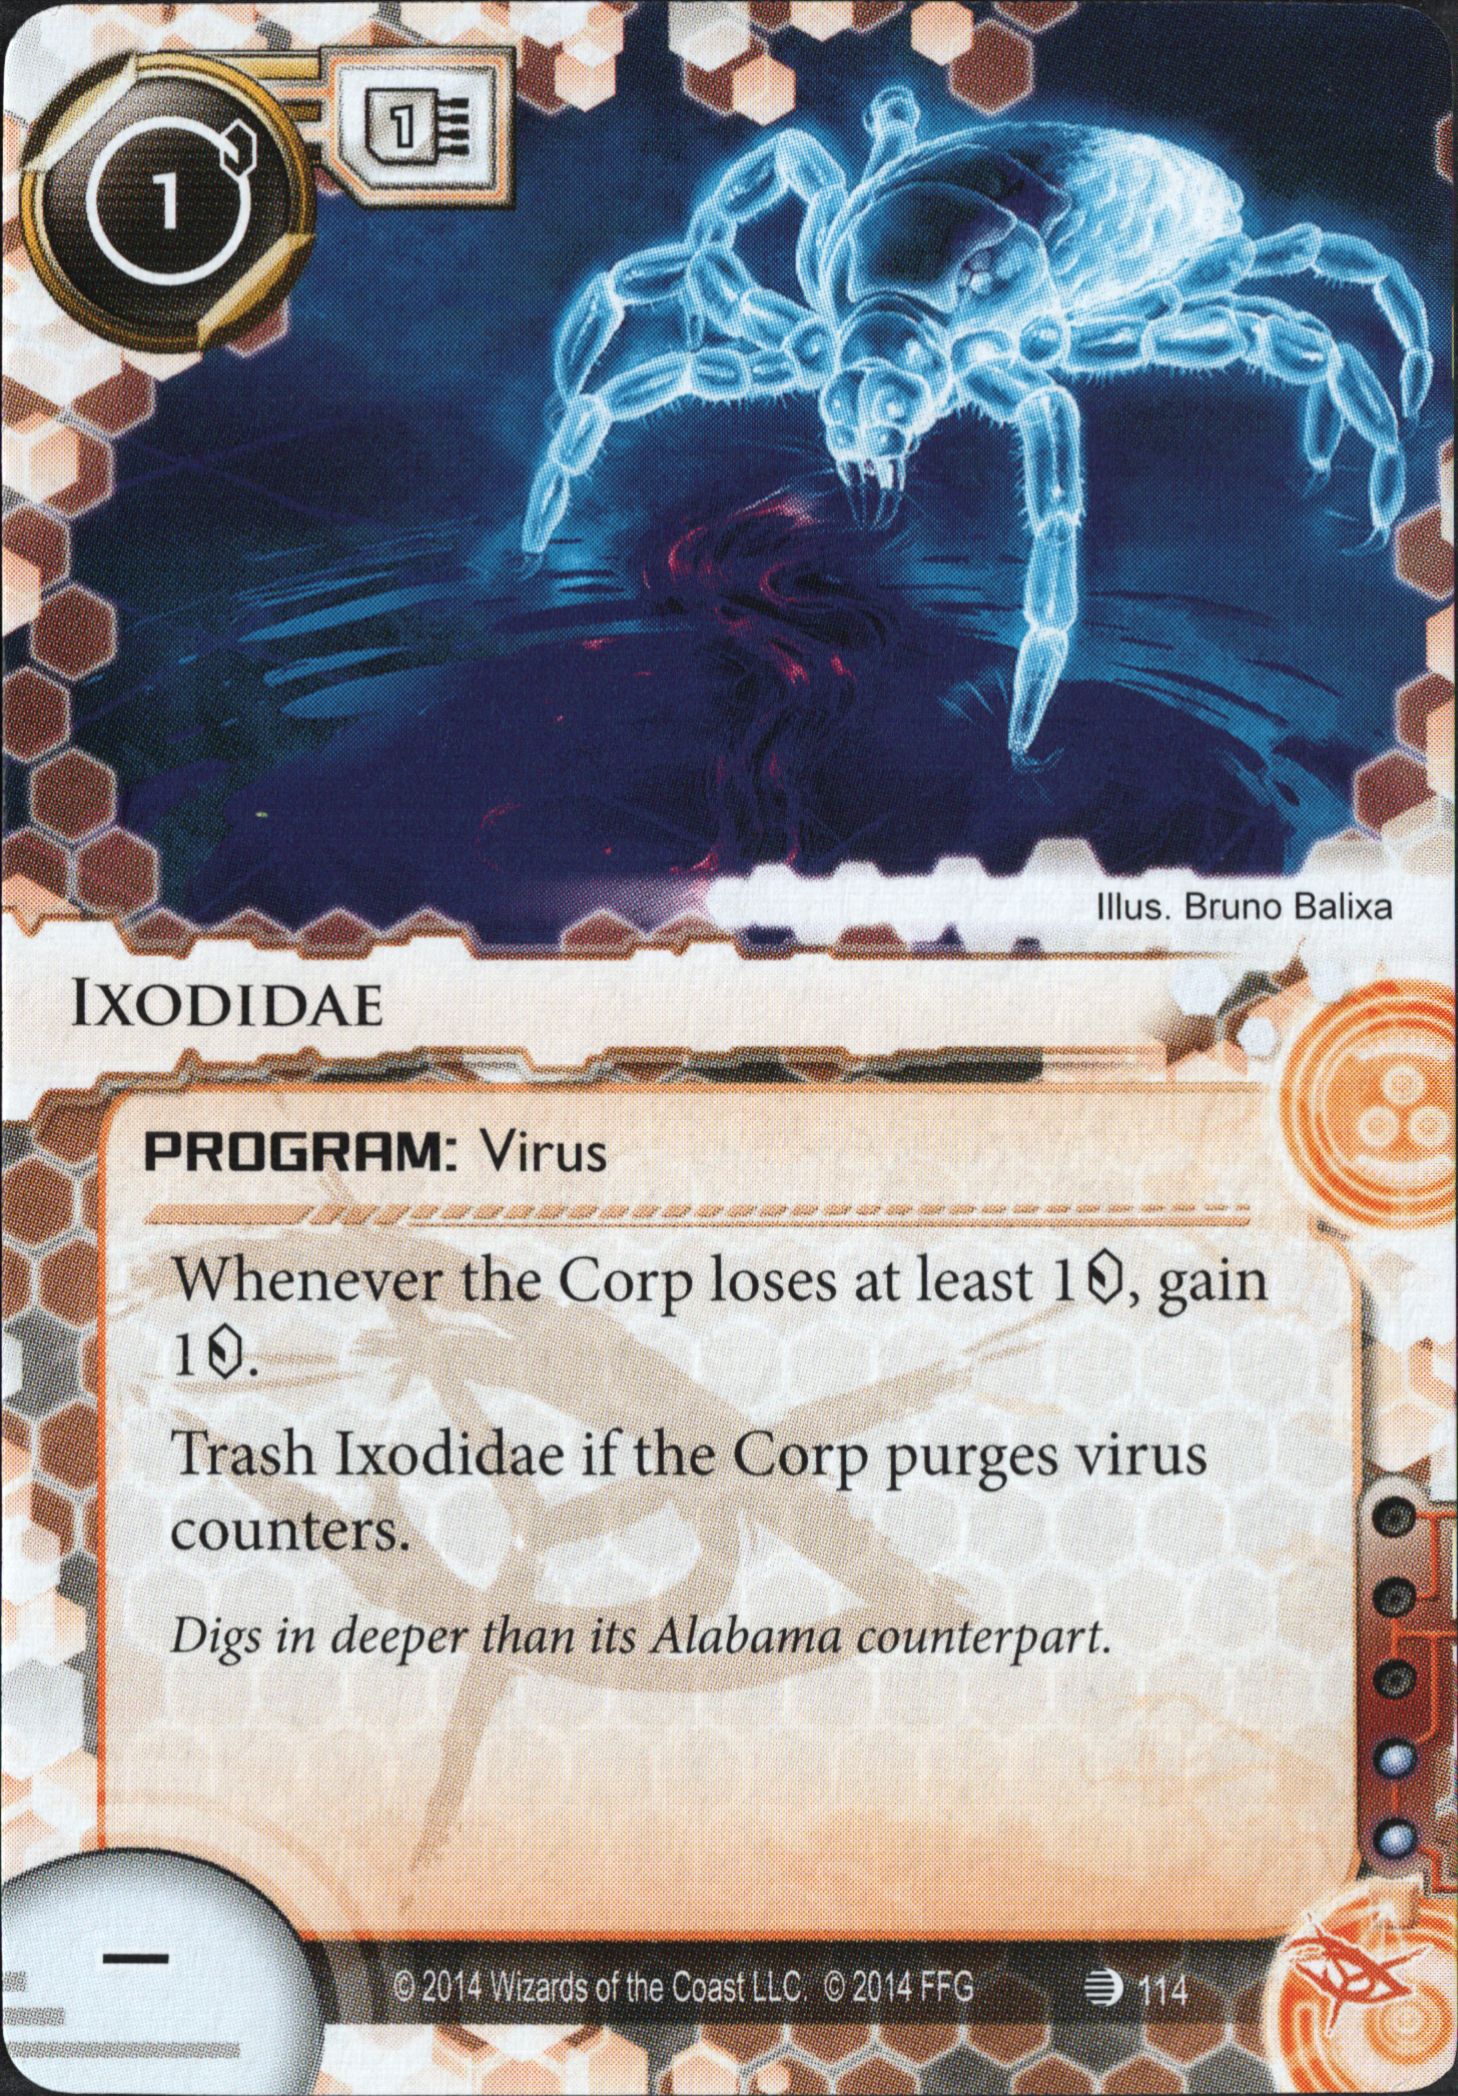 1
1
Illus. Bruno Balixa
IXODIDAE
PROGRAM: Virus
Whenever the Corp loses at least 1, gain
1.
Trash Ixodidae if the Corp purges virus
counters.
Digs in deeper than its Alabama counterpart.
–
© 2014 Wizards of the Coast LLC. © 2014 FFG
114